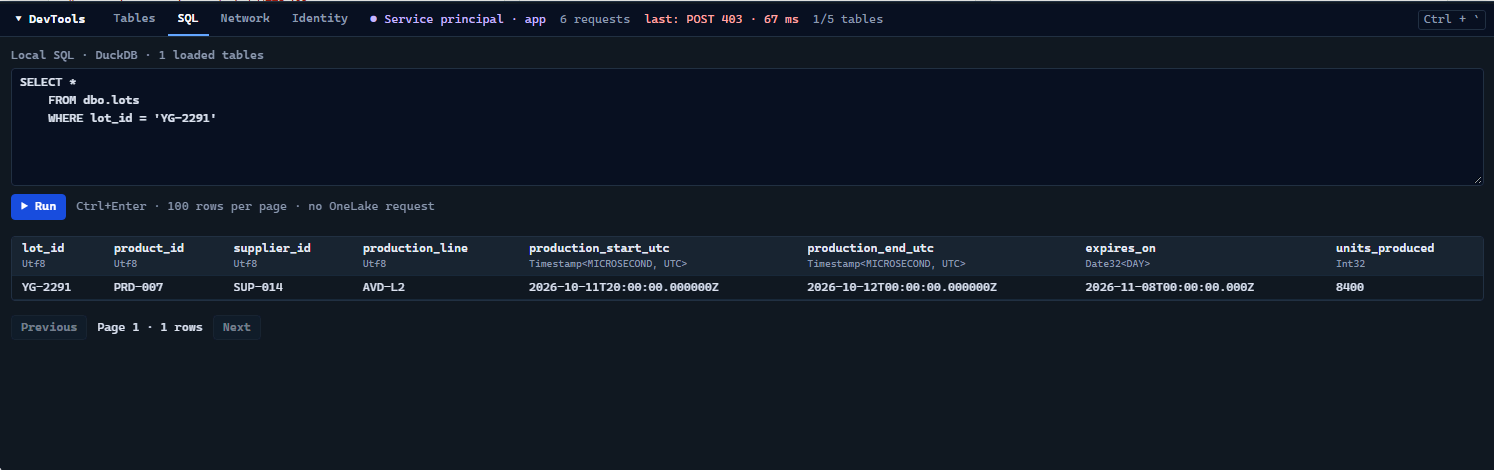 ▼ DevTools Tables SQL Network Identity ● Service principal · app 6 requests last: POST 403 · 67 ms 1/5 tables Ctrl + `
Local SQL · DuckDB · 1 loaded tables
SELECT *
    FROM dbo.lots
    WHERE lot_id = 'YG-2291'
▶ Run Ctrl+Enter · 100 rows per page · no OneLake request
lot_id product_id supplier_id production_line production_start_utc production_end_utc expires_on units_produced
Utf8 Utf8 Utf8 Utf8 Timestamp<MICROSECOND, UTC> Timestamp<MICROSECOND, UTC> Date32<DAY> Int32
YG-2291 PRD-007 SUP-014 AVD-L2 2026-10-11T20:00:00.000000Z 2026-10-12T00:00:00.000000Z 2026-11-08T00:00:00.000Z 8400
Previous Page 1 · 1 rows Next